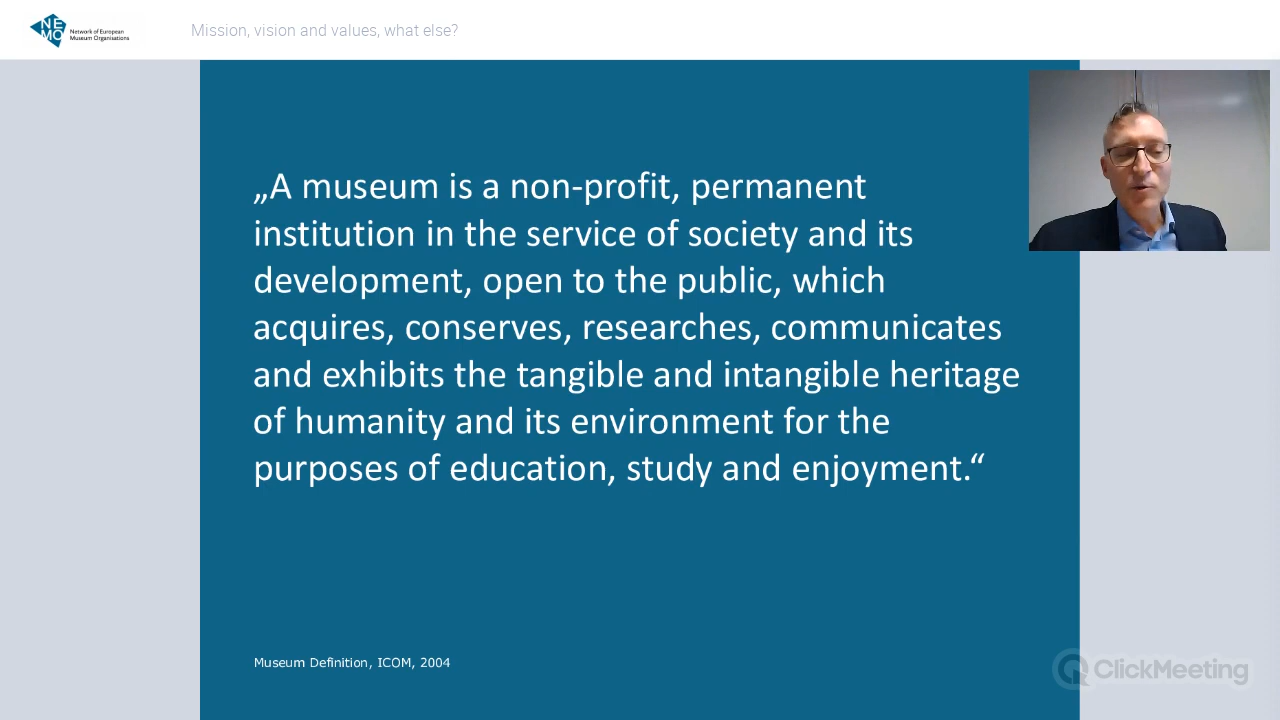 NE
MO
Network of European
Museum Organisations
Mission, vision and values, what else?
„A museum is a non-profit, permanent
institution in the service of society and its
development, open to the public, which
acquires, conserves, researches, communicates
and exhibits the tangible and intangible heritage
of humanity and its environment for the
purposes of education, study and enjoyment.“
Museum Definition, ICOM, 2004
ClickMeeting